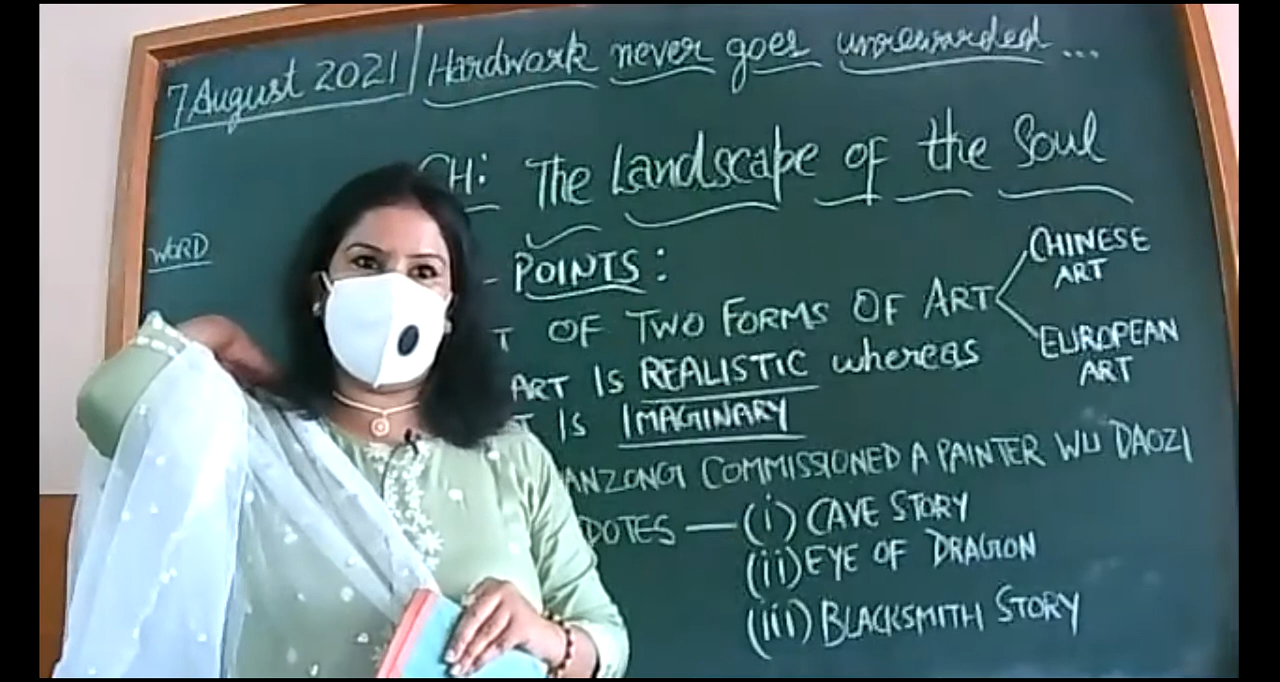 7 August 2021 | Hardwork never goes unrewarded...
CH: The Landscape of the Soul
WORD
- POINTS:
OF TWO FORMS OF ART
CHINESE ART
EUROPEAN ART
ART IS REALISTIC whereas
IS IMAGINARY
ANZONG COMMISSIONED A PAINTER WU DAOZI
DOTES — (i) CAVE STORY
(ii) EYE OF DRAGON
(iii) BLACKSMITH STORY